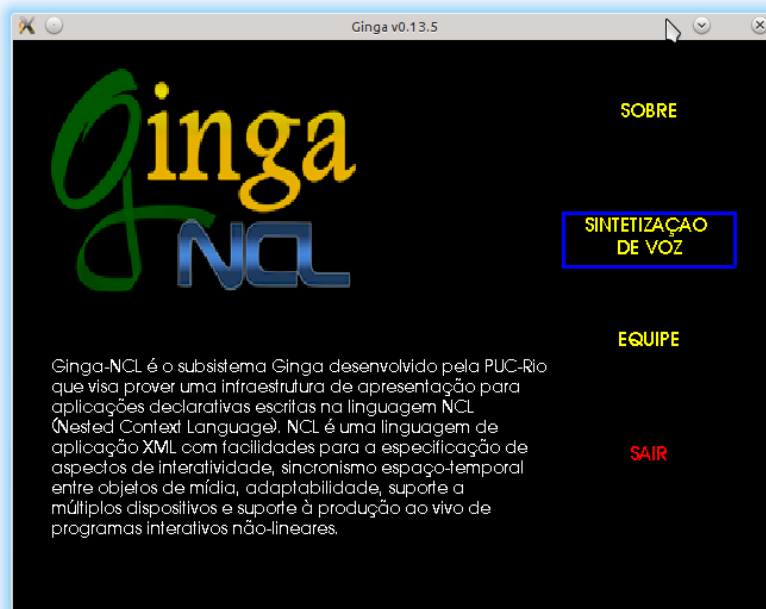 Ginga v0.13.5
Ginga
NCL
SOBRE
SINTETIZAÇAO
DE VOZ
EQUIPE
SAIR
Ginga-NCL é o subsistema Ginga desenvolvido pela PUC-Rio
que visa prover uma infraestrutura de apresentação para
aplicações declarativas escritas na linguagem NCL
(Nested Context Language). NCL é uma linguagem de
aplicação XML com facilidades para a especificação de
aspectos de interatividade, sincronismo espaço-temporal
entre objetos de mídia, adaptabilidade, suporte a
múltiplos dispositivos e suporte à produção ao vivo de
programas interativos não-lineares.